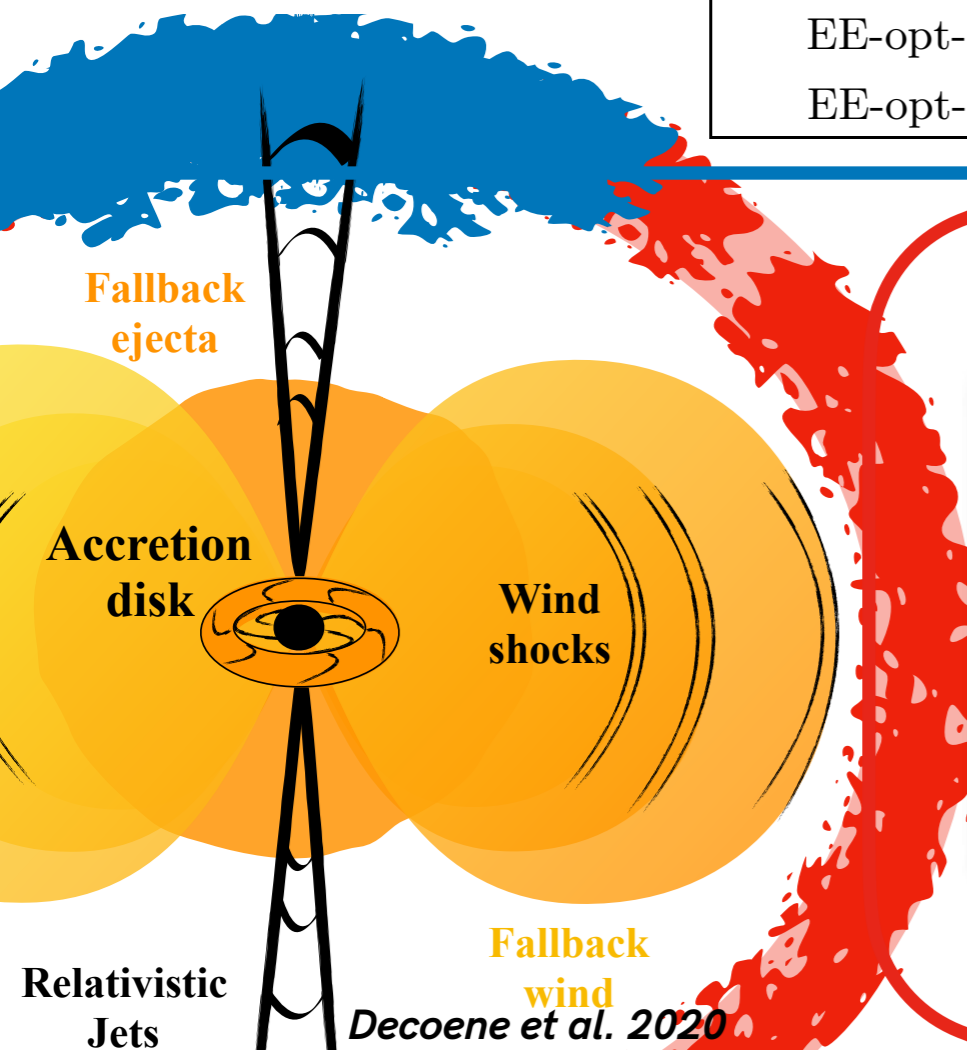 EE-opt-
EE-opt-
Fallback
ejecta
Accretion
disk
Wind
shocks
Fallback
wind
Relativistic
Jets
Decoene et al. 2020